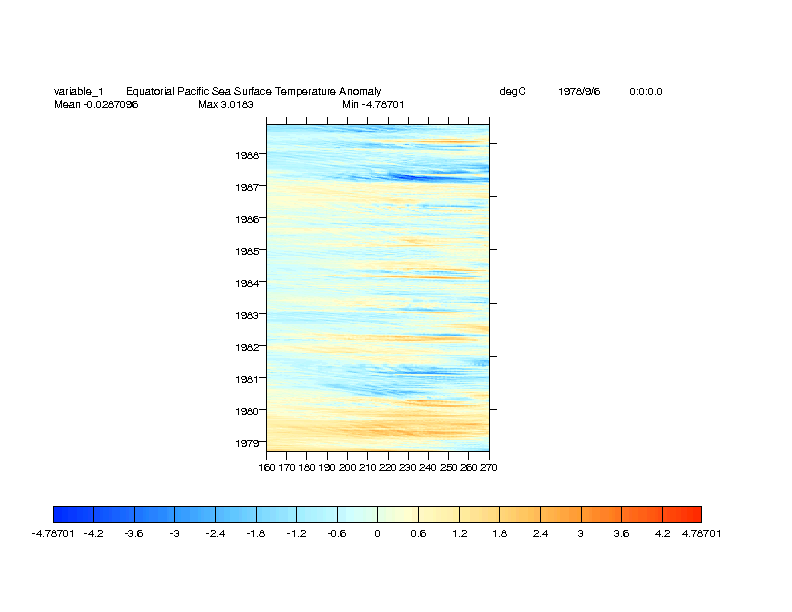 variable_1 Equatorial Pacific Sea Surface Temperature Anomaly degC 1978/9/6 0:0:0.0
Mean -0.0287096 Max 3.0183 Min -4.78701
1988
1987
1986
1985
1984
1983
1982
1981
1980
1979
160 170 180 190 200 210 220 230 240 250 260 270
-4.78701 -4.2 -3.6 -3 -2.4 -1.8 -1.2 -0.6 0 0.6 1.2 1.8 2.4 3 3.6 4.2 4.78701